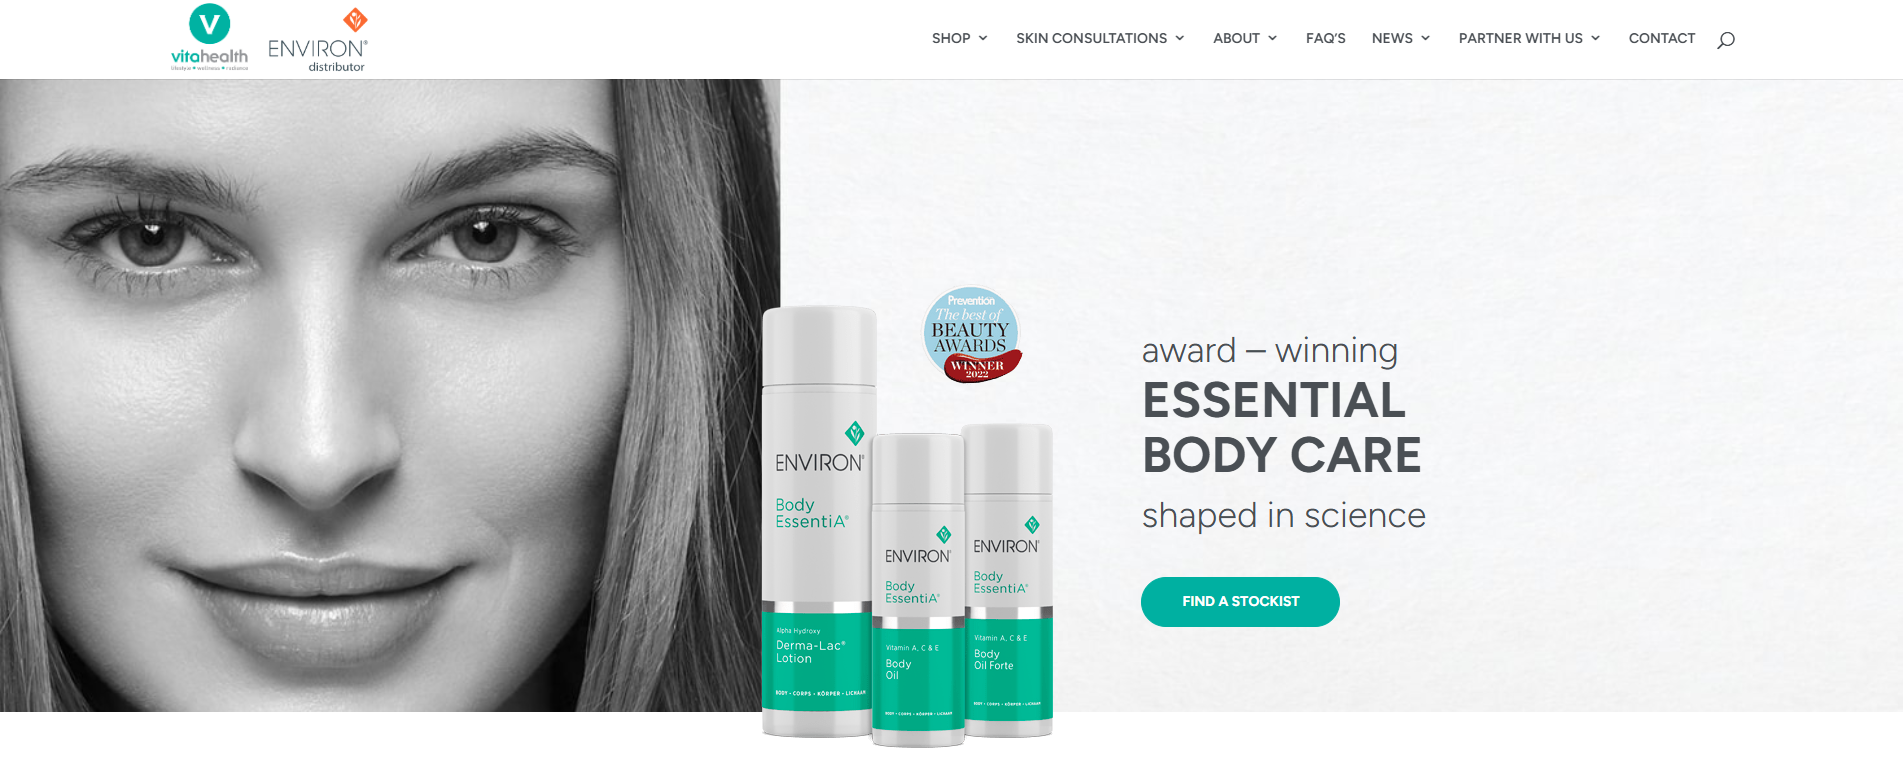 V
vitahealth
lifestyle • wellness • radiance
ENVIRON®
distributor
SHOP
SKIN CONSULTATIONS
ABOUT
FAQ'S
NEWS
PARTNER WITH US
CONTACT
Prevention
The best of
BEAUTY
AWARDS
WINNER
2022
award – winning
ESSENTIAL
BODY CARE
shaped in science
FIND A STOCKIST
ENVIRON®
Body
EssentiA®
Alpha Hydroxy
Derma-Lac®
Lotion
BODY • CORPS • KÖRPER • LICHAAM
ENVIRON®
Body
EssentiA®
Vitamin A, C & E
Body
Oil
BODY • CORPS • KÖRPER • LICHAAM
ENVIRON®
Body
EssentiA®
Vitamin A, C & E
Body
Oil Forte
BODY • CORPS • KÖRPER • LICHAAM